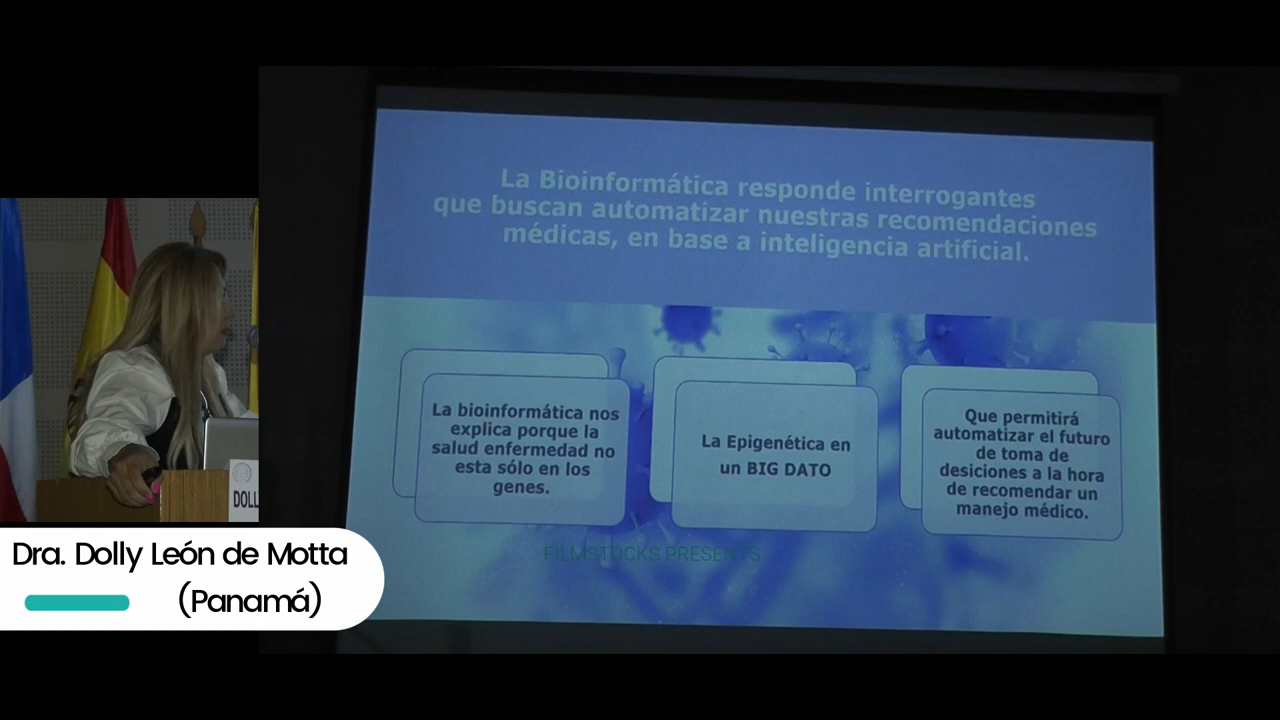 La Bioinformática responde interrogantes
que buscan automatizar nuestras recomendaciones
médicas, en base a inteligencia artificial.
La bioinformática nos
explica porque la
salud enfermedad no
esta sólo en los
genes.
La Epigenética en
un BIG DATO
Que permitirá
automatizar el futuro
de toma de
desiciones a la hora
de recomendar un
manejo médico.
FILMSTOCKS PRESENTS
DOLL
Dra. Dolly León de Motta
(Panamá)